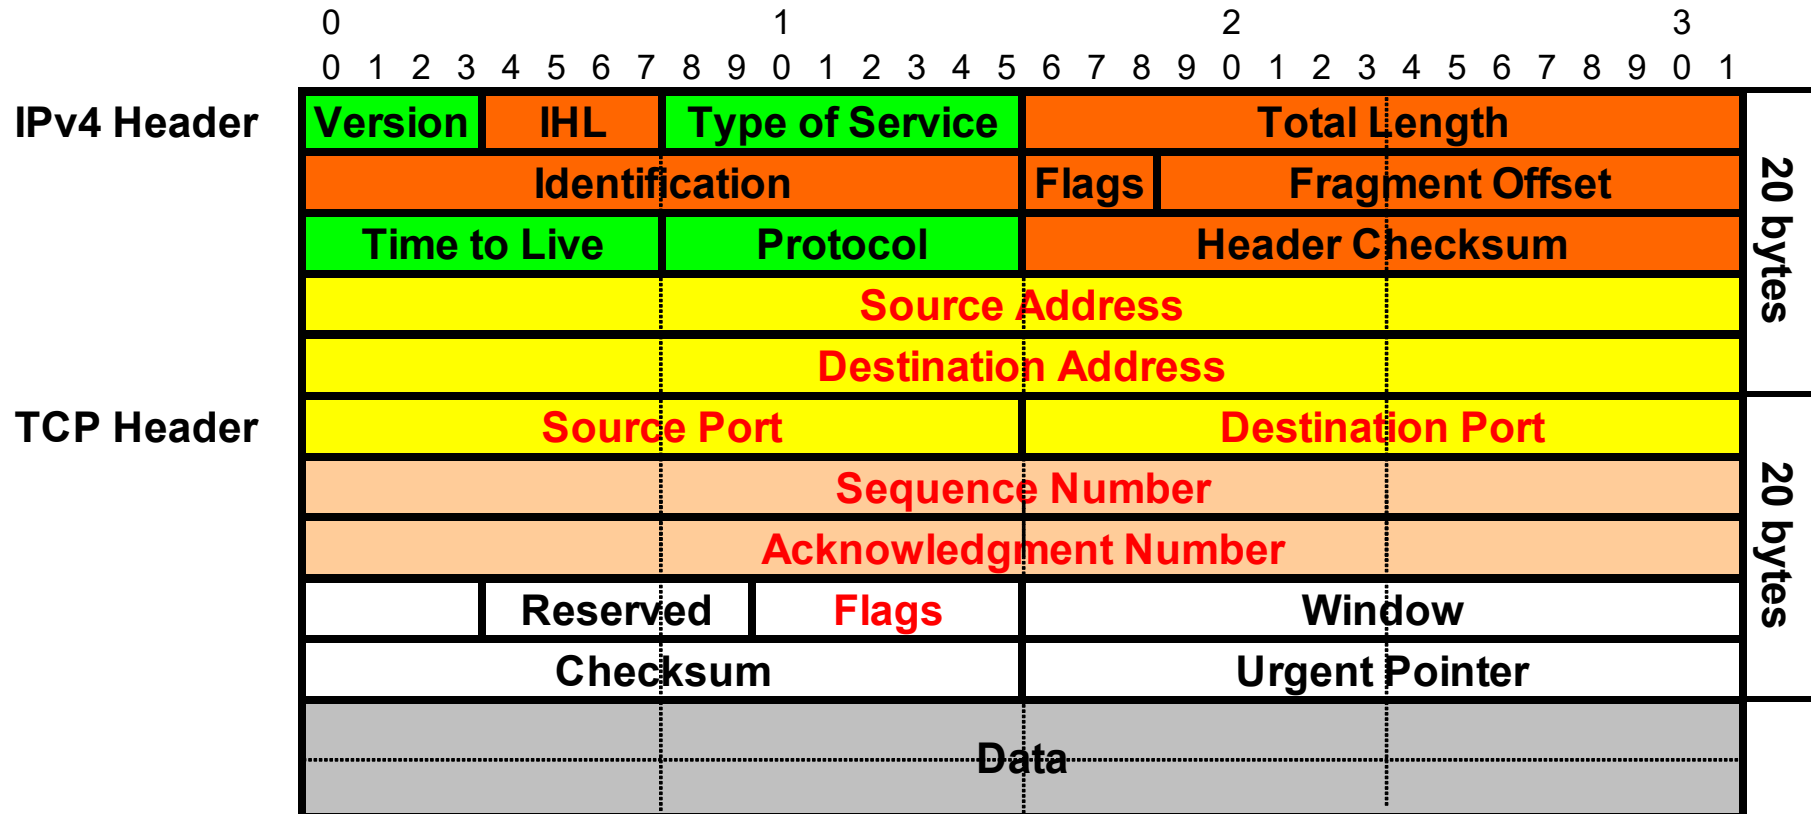 0 1 2 3
0 1 2 3 4 5 6 7 8 9 0 1 2 3 4 5 6 7 8 9 0 1 2 3 4 5 6 7 8 9 0 1
IPv4 Header Version IHL Type of Service Total Length
Identification Flags Fragment Offset
Time to Live Protocol Header Checksum
Source Address
Destination Address
20 bytes
TCP Header Source Port Destination Port
Sequence Number
Acknowledgment Number
Reserved Flags Window
Checksum Urgent Pointer
20 bytes
Data